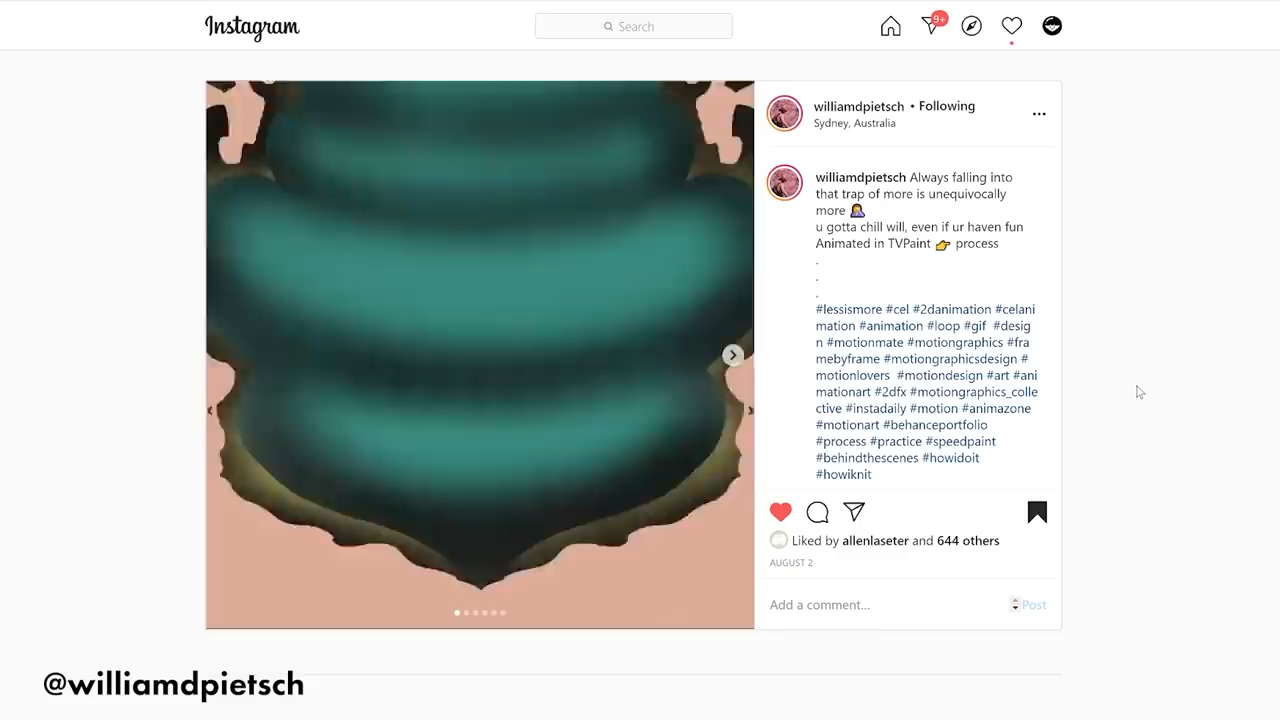 Instagram
Search
9+
williamdpietsch • Following
Sydney, Australia
williamdpietsch Always falling into
that trap of more is unequivocally
more 🤦‍♀️
u gotta chill will, even if ur haven fun
Animated in TVPaint 👉 process
.
.
.
#lessismore #cel #2danimation #celani
mation #animation #loop #gif #desig
n #motionmate #motiongraphics #fra
mebyframe #motiongraphicsdesign #
motionlovers #motiondesign #art #ani
mationart #2dfx #motiongraphics_colle
ctive #instadaily #motion #animazone
#motionart #behanceportfolio
#process #practice #speedpaint
#behindthescenes #howidoit
#howiknit
Liked by allenlaseter and 644 others
AUGUST 2
Add a comment...
Post
@williamdpietsch